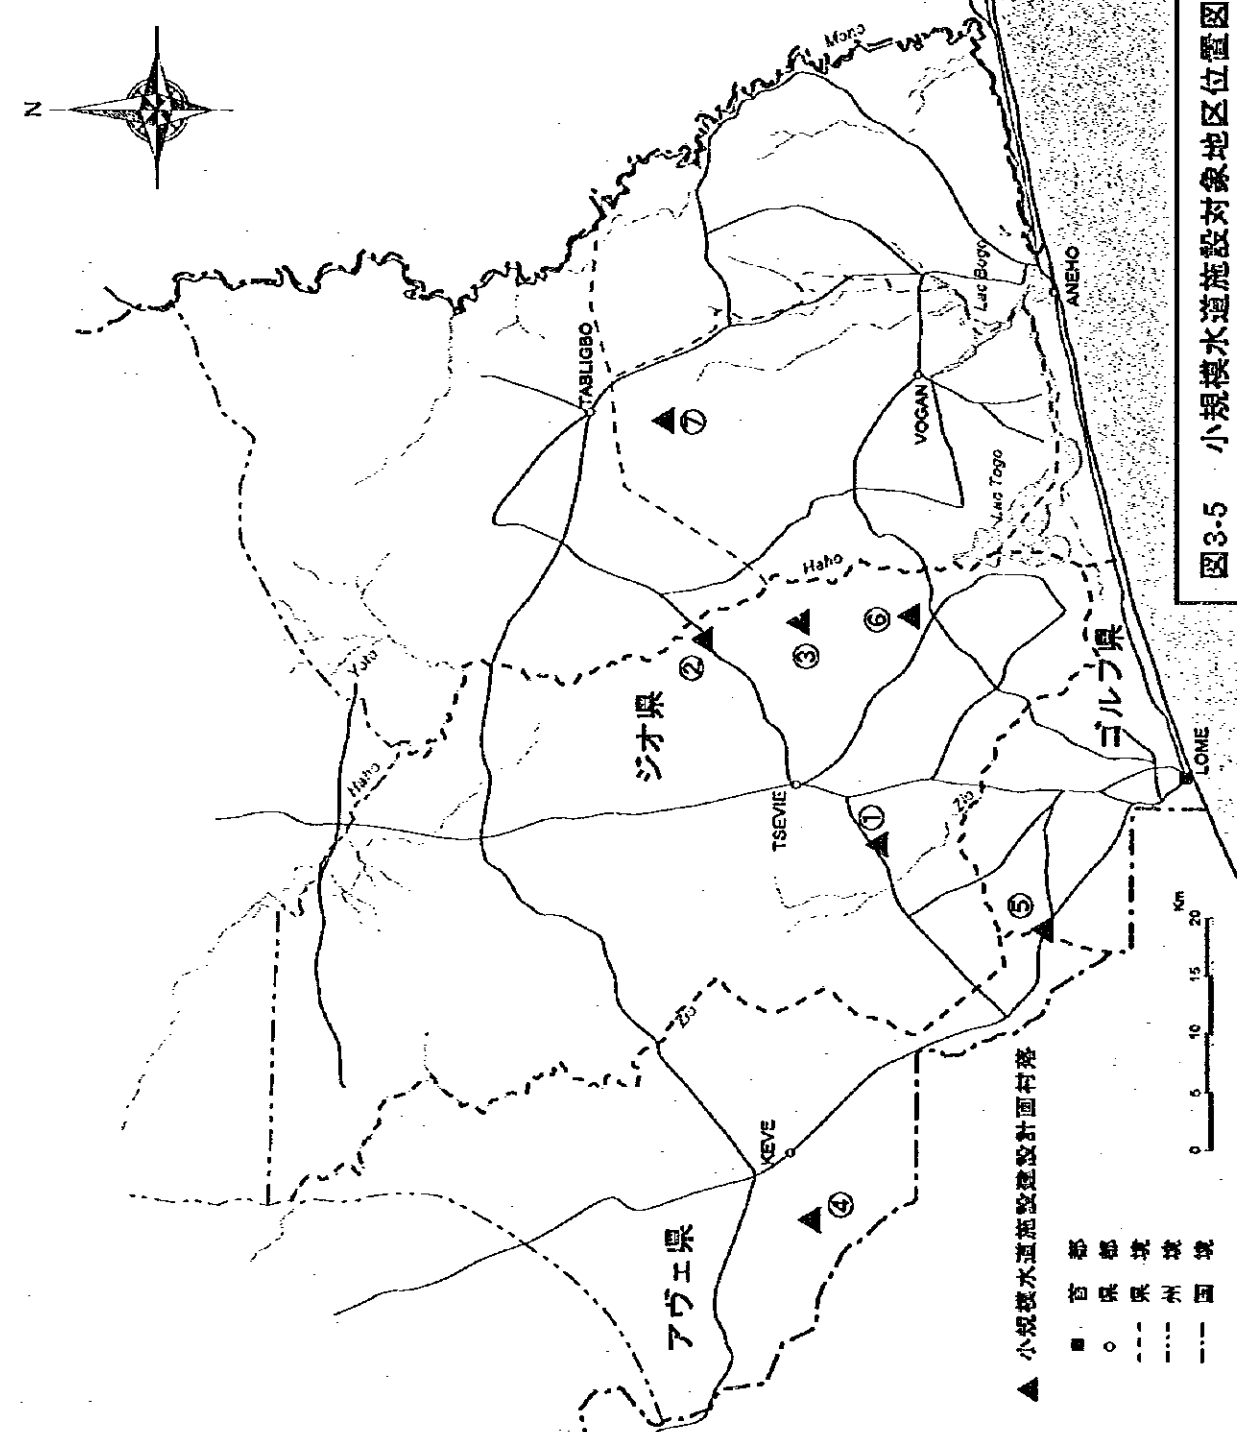 N
Mono
TABLIGBO
⑦
Lac Bogo
ANEHO
VOGAN
Lac Togo
Haho
⑥
③
②
Yoto
Haho
ジオ県
ゴルフ県
LOME
TSEVIE
①
Zio
⑤
Zio
KEVE
④
アヴェ県
▲ 小規模水道施設建設計画村落
■ 首都
○ 県都
県境
州境
国境
0 5 10 15 20 Km
図3-5 小規模水道施設対象地区位置図